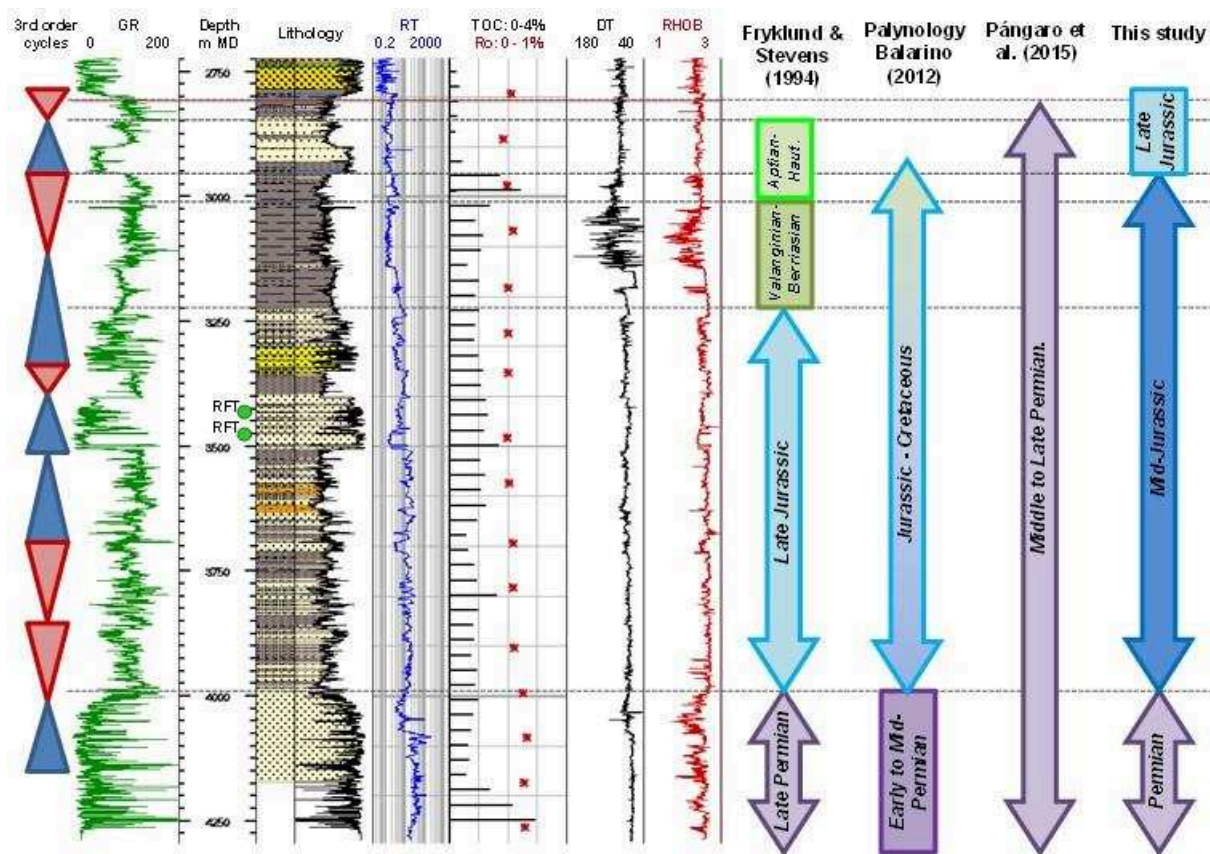 3rd order
cycles
GR
0 200
Depth
m MD
Lithology
RT
0.2 2000
TOC: 0-4%
Ro: 0 - 1%
DT
180 40
RHOB
1 3
Fryklund &
Stevens
(1994)
Palynology
Balarino
(2012)
Pángaro et
al. (2015)
This study
2750
3000
3250
3500
3750
4000
4250
RFT
RFT
Aptian-
Haut.
Valanginian-
Berriasian
Late Jurassic
Late Permian
Jurassic - Cretaceous
Early to Mid-
Permian
Middle to Late Permian.
Late
Jurassic
Mid-Jurassic
Permian